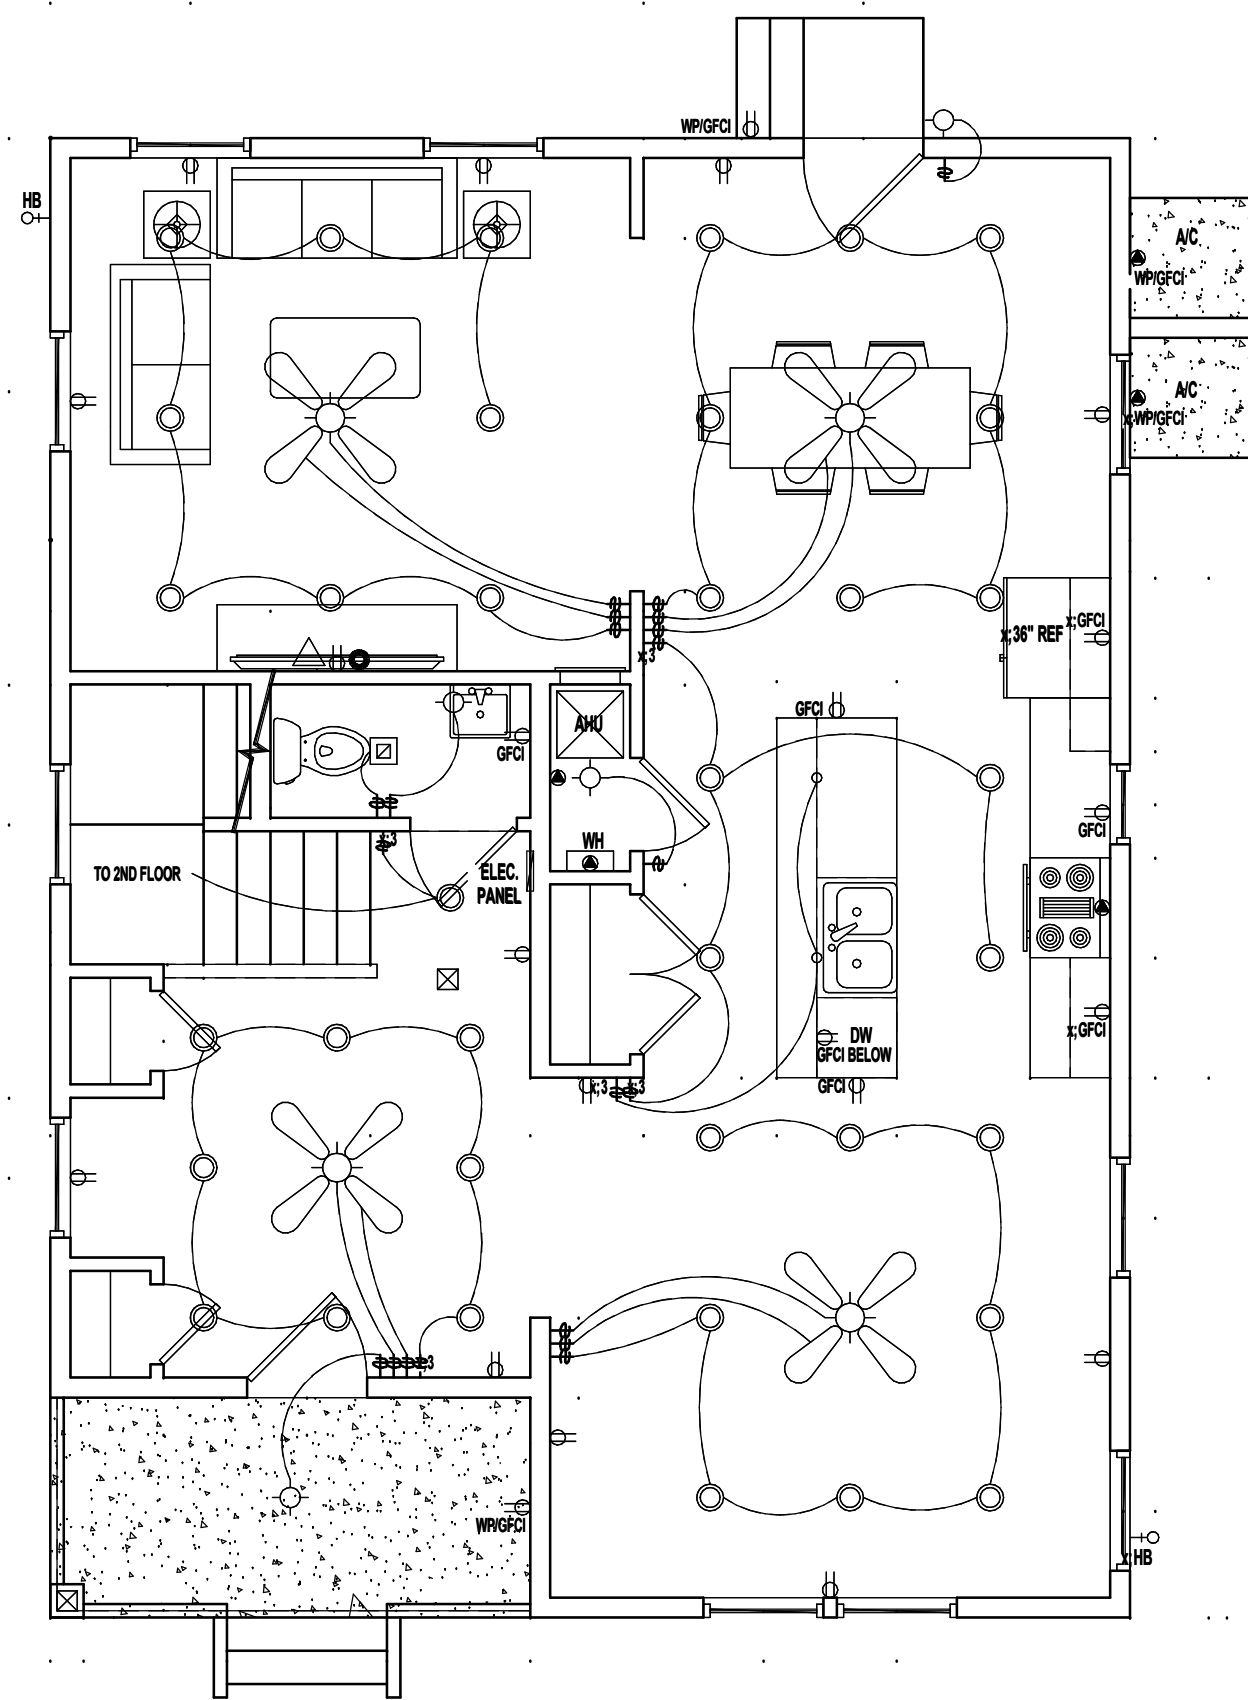 WP/GFCI
HB
A/C
WP/GFCI
A/C
x;WP/GFCI
x;GFCI
x;36" REF
x;3
GFCI
AHU
GFCI
GFCI
x;3
WH
TO 2ND FLOOR
ELEC.
PANEL
x;GFCI
DW
GFCI BELOW
x;3
x;3
GFCI
x;3
WP/GFCI
x;HB